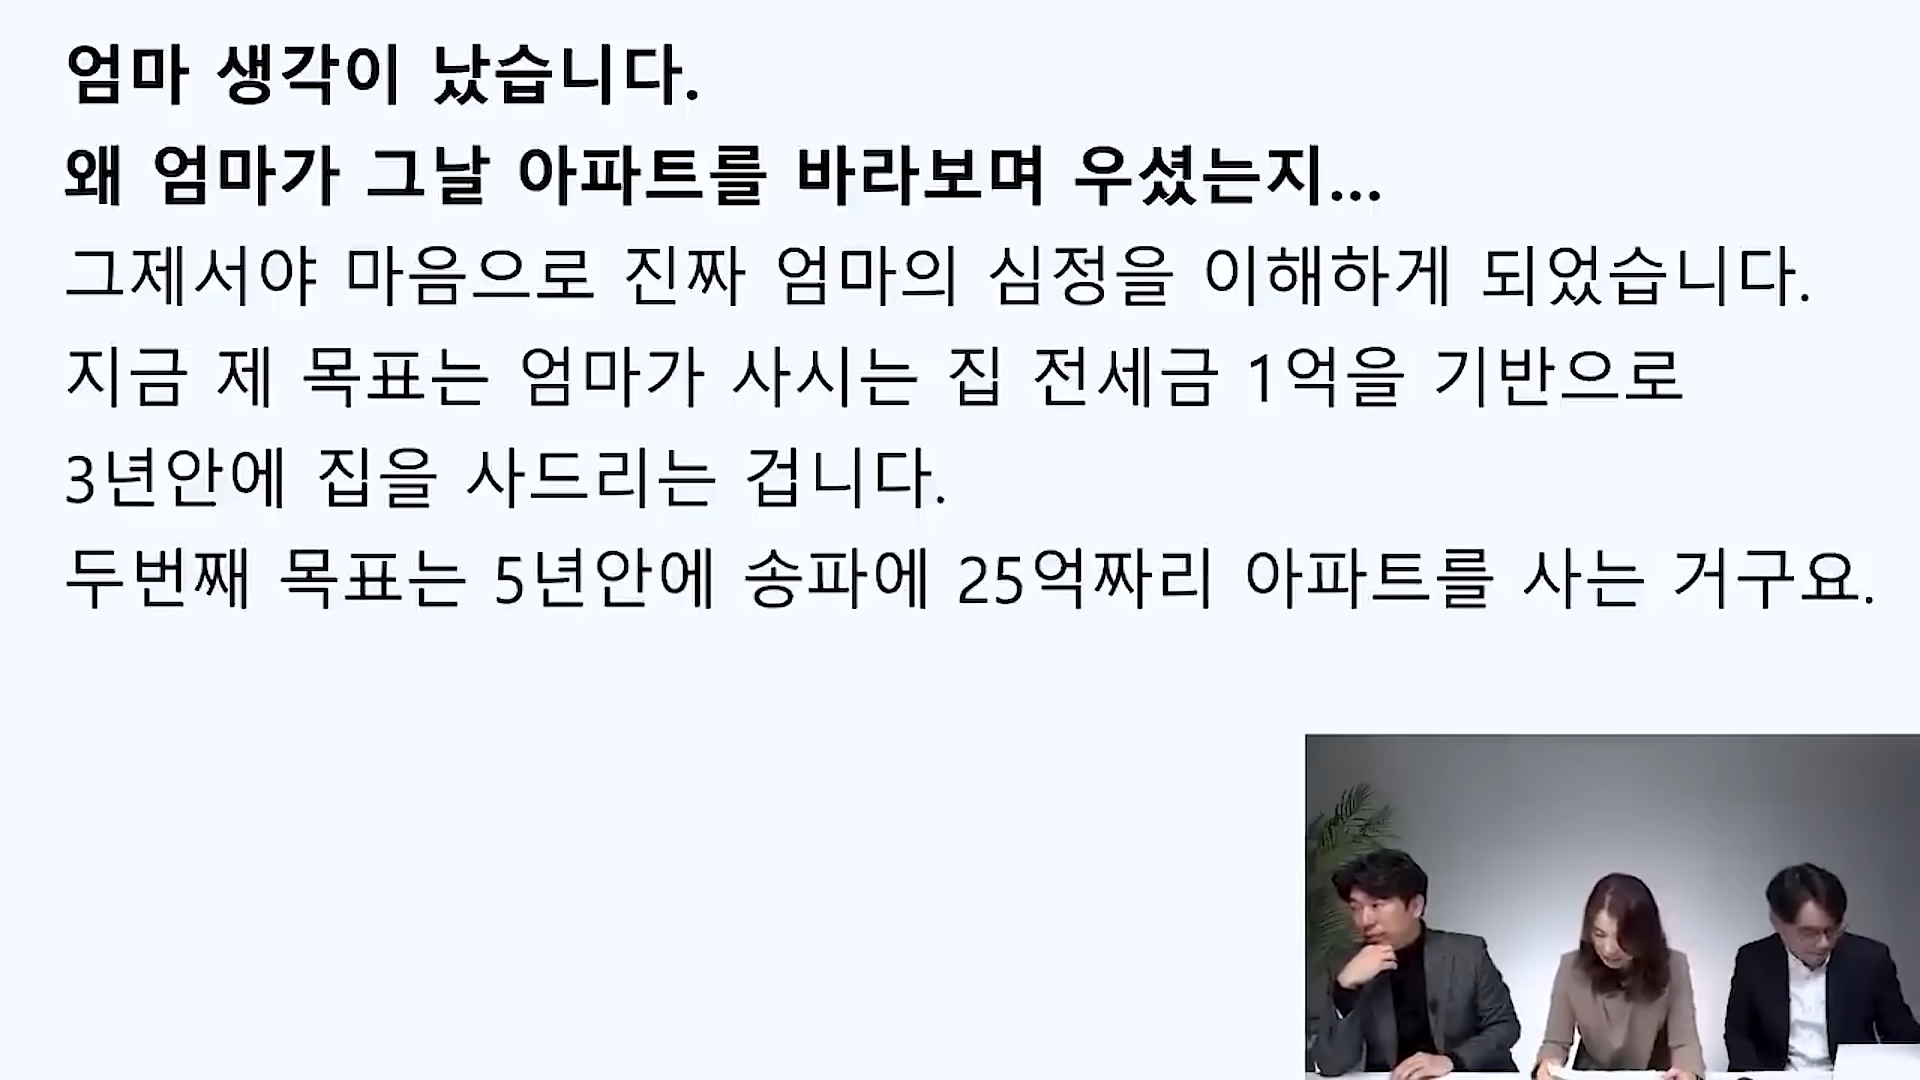 엄마 생각이 났습니다.
왜 엄마가 그날 아파트를 바라보며 우셨는지...
그제서야 마음으로 진짜 엄마의 심정을 이해하게 되었습니다.
지금 제 목표는 엄마가 사시는 집 전세금 1억을 기반으로
3년안에 집을 사드리는 겁니다.
두번째 목표는 5년안에 송파에 25억짜리 아파트를 사는 거구요.